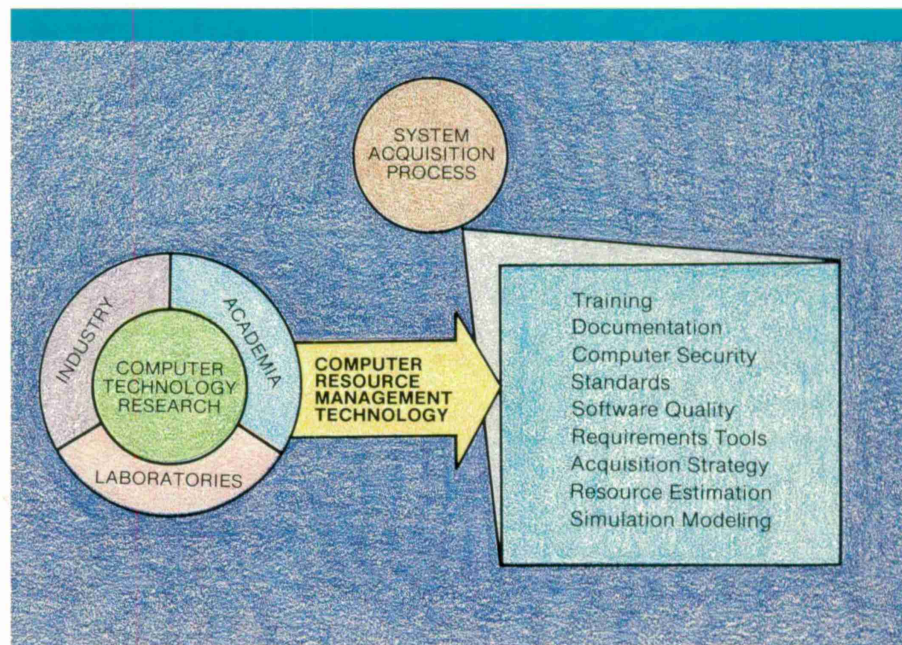 SYSTEM
ACQUISITION
PROCESS
INDUSTRY
ACADEMIA
COMPUTER
TECHNOLOGY
RESEARCH
LABORATORIES
COMPUTER
RESOURCE
MANAGEMENT
TECHNOLOGY
Training
Documentation
Computer Security
Standards
Software Quality
Requirements Tools
Acquisition Strategy
Resource Estimation
Simulation Modeling